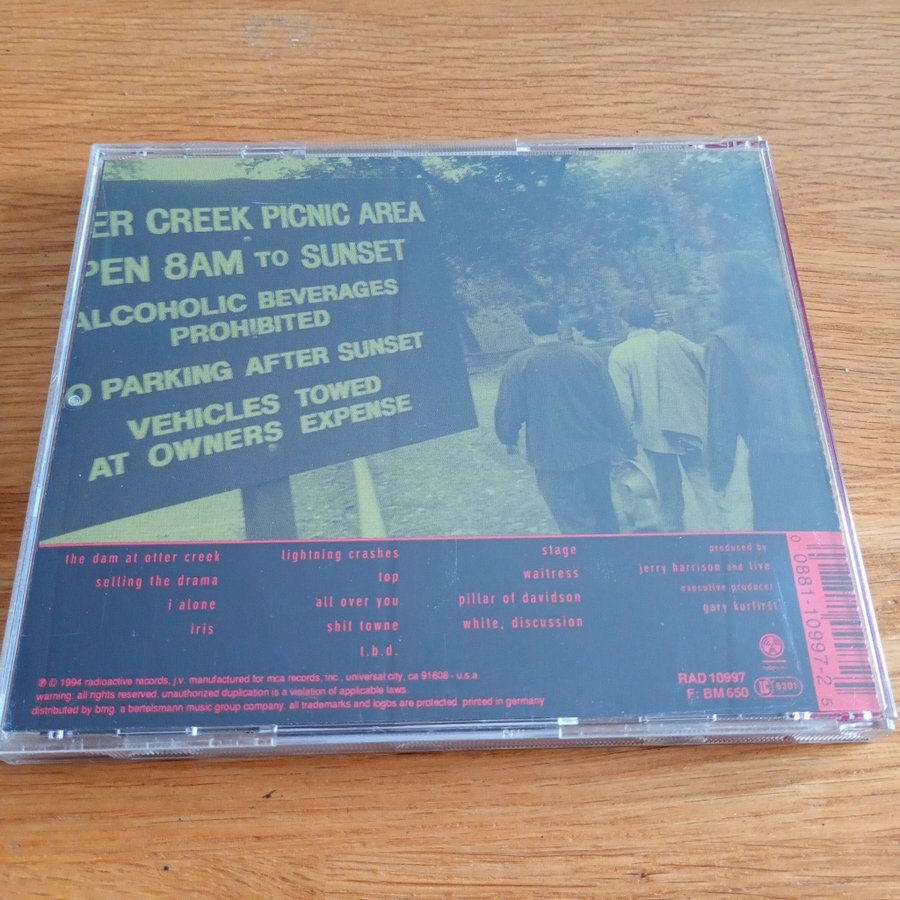 ER CREEK PICNIC AREA
PEN 8AM TO SUNSET
ALCOHOLIC BEVERAGES
PROHIBITED
O PARKING AFTER SUNSET
VEHICLES TOWED
AT OWNERS EXPENSE
the dam at otter creek
selling the drama
i alone
iris
lightning crashes
top
all over you
shit towne
t.b.d.
stage
waitress
pillar of davidson
white, discussion
produced by
jerry harrison and live
executive producer
gary kurfirst
0 0881-10997-2 5
℗ © 1994 radioactive records, j.v. manufactured for mca records, inc., universal city, ca 91608 - u.s.a.
warning. all rights reserved. unauthorized duplication is a violation of applicable laws.
distributed by bmg. a bertelsmann music group company. all trademarks and logos are protected. printed in germany
RAD 10997
F: BM 650
LC 5201